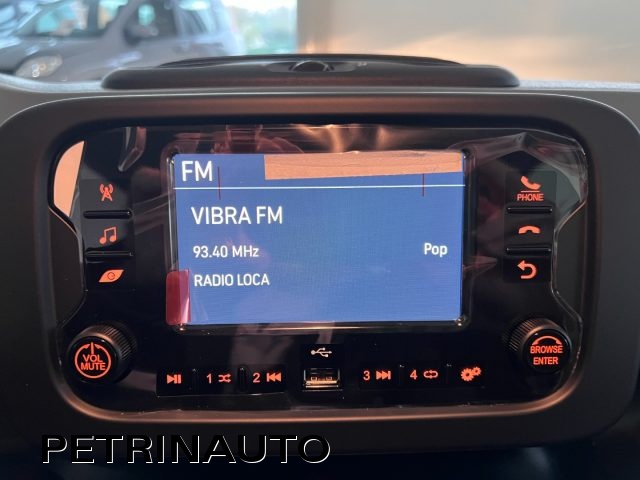 FM
VIBRA FM
93.40 MHz
Pop
RADIO LOCA
PHONE
VOL
MUTE
BROWSE
ENTER
1
2
3
4
PETRINAUTO